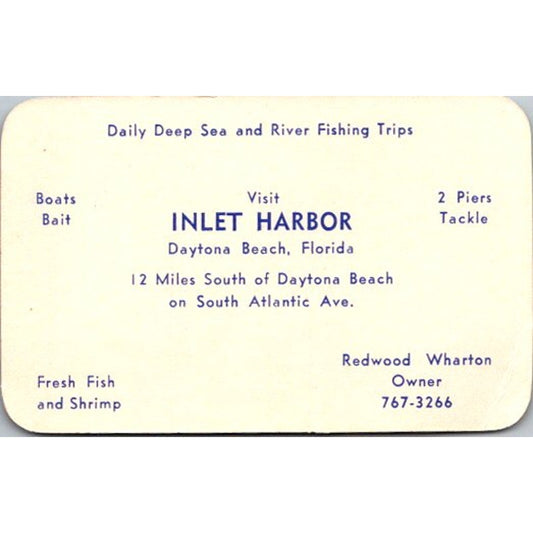 Daily Deep Sea and River Fishing Trips
Boats
Bait
Visit
INLET HARBOR
Daytona Beach, Florida
2 Piers
Tackle
12 Miles South of Daytona Beach
on South Atlantic Ave.
Fresh Fish
and Shrimp
Redwood Wharton
Owner
767-3266